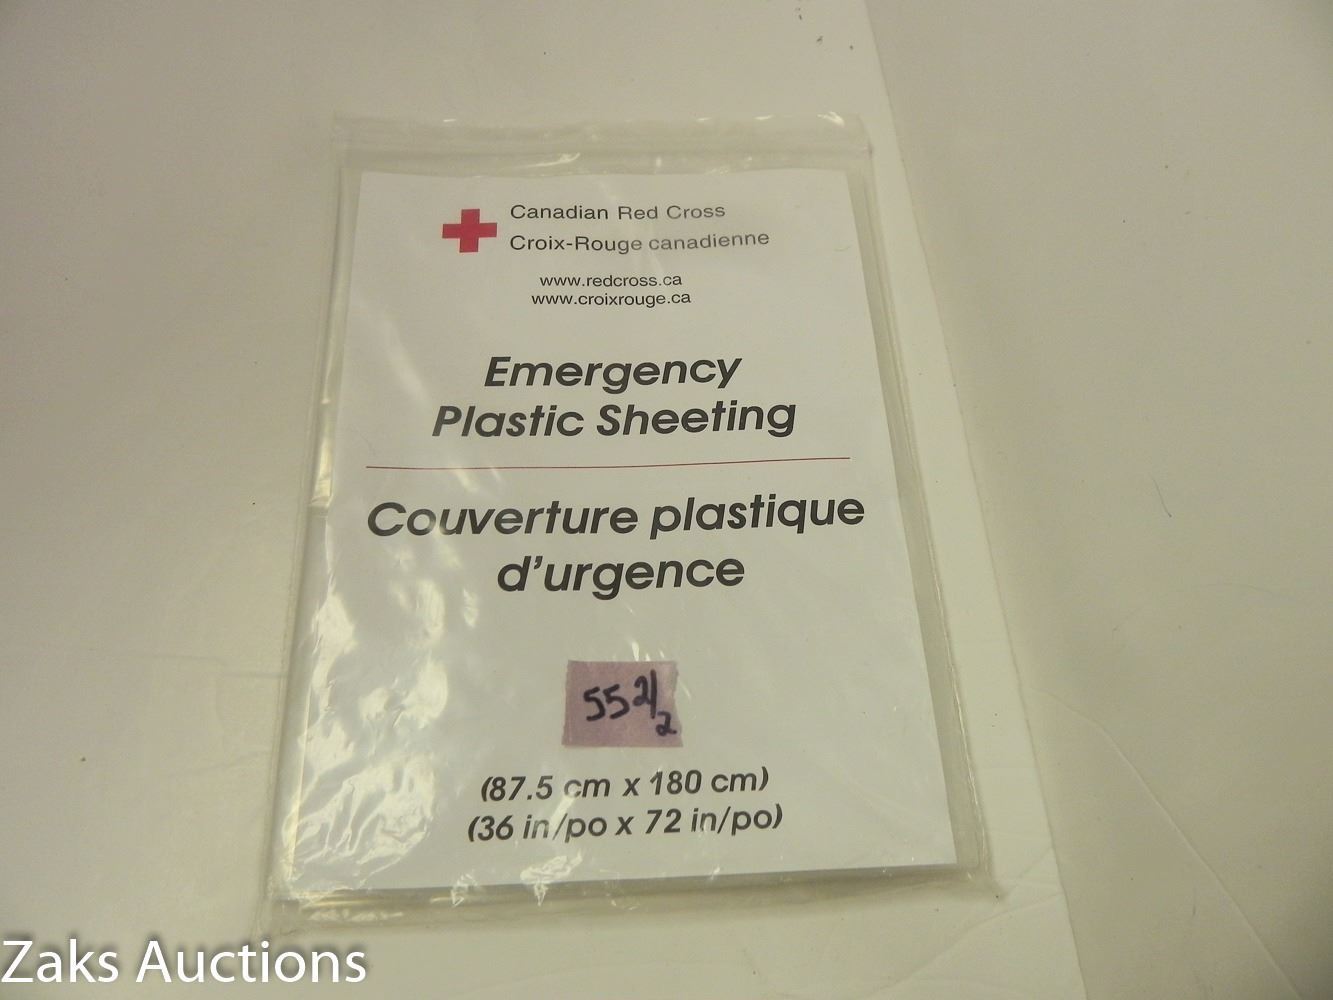 Canadian Red Cross
Croix-Rouge canadienne
www.redcross.ca
www.croixrouge.ca
Emergency
Plastic Sheeting
Couverture plastique
d'urgence
55 2/2
(87.5 cm x 180 cm)
(36 in/po x 72 in/po)
Zaks Auctions